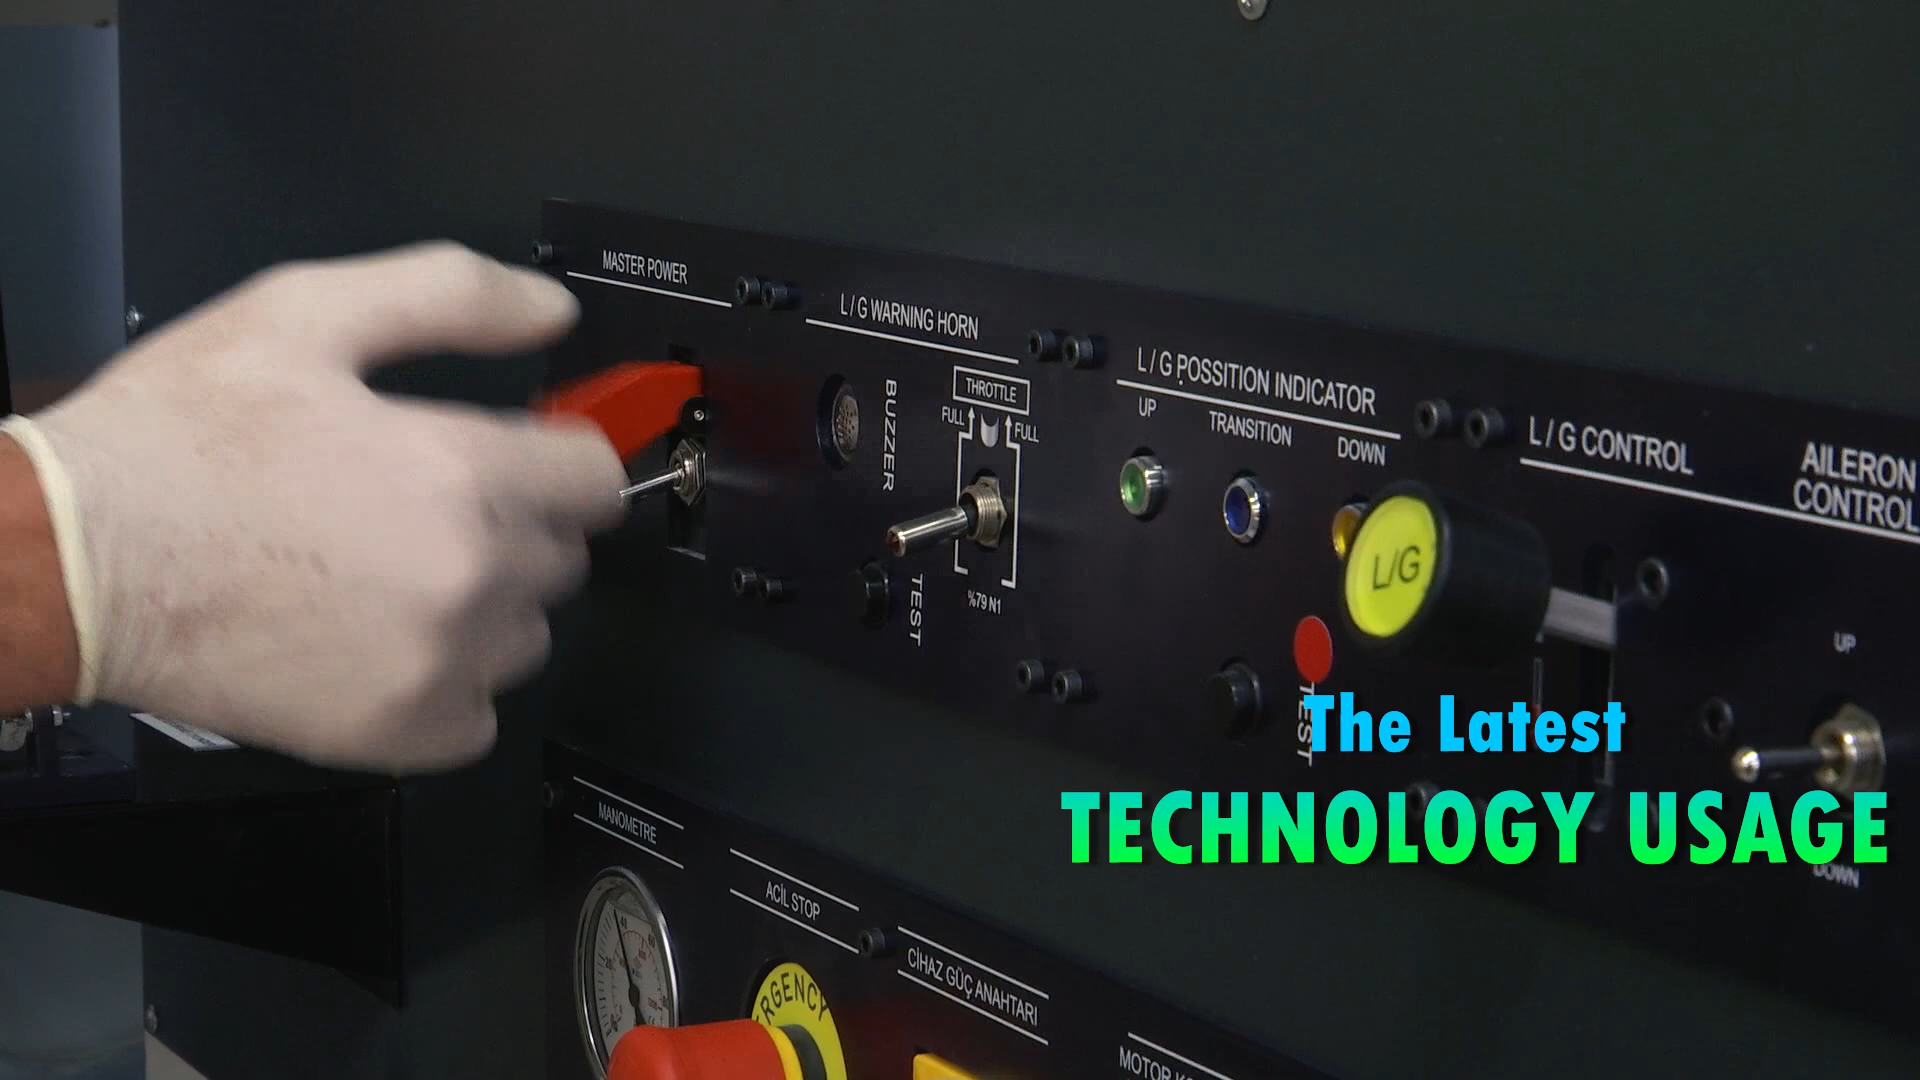 MASTER POWER
L / G WARNING HORN
BUZZER
THROTTLE
FULL
FULL
TEST
%79 N1
L / G POSSITION INDICATOR
UP
TRANSITION
DOWN
L/G
TEST
L / G CONTROL
AILERON
CONTROL
UP
DOWN
The Latest
TECHNOLOGY USAGE
MANOMETRE
ACİL STOP
RGENCY
CİHAZ GÜÇ ANAHTARI
MOTOR